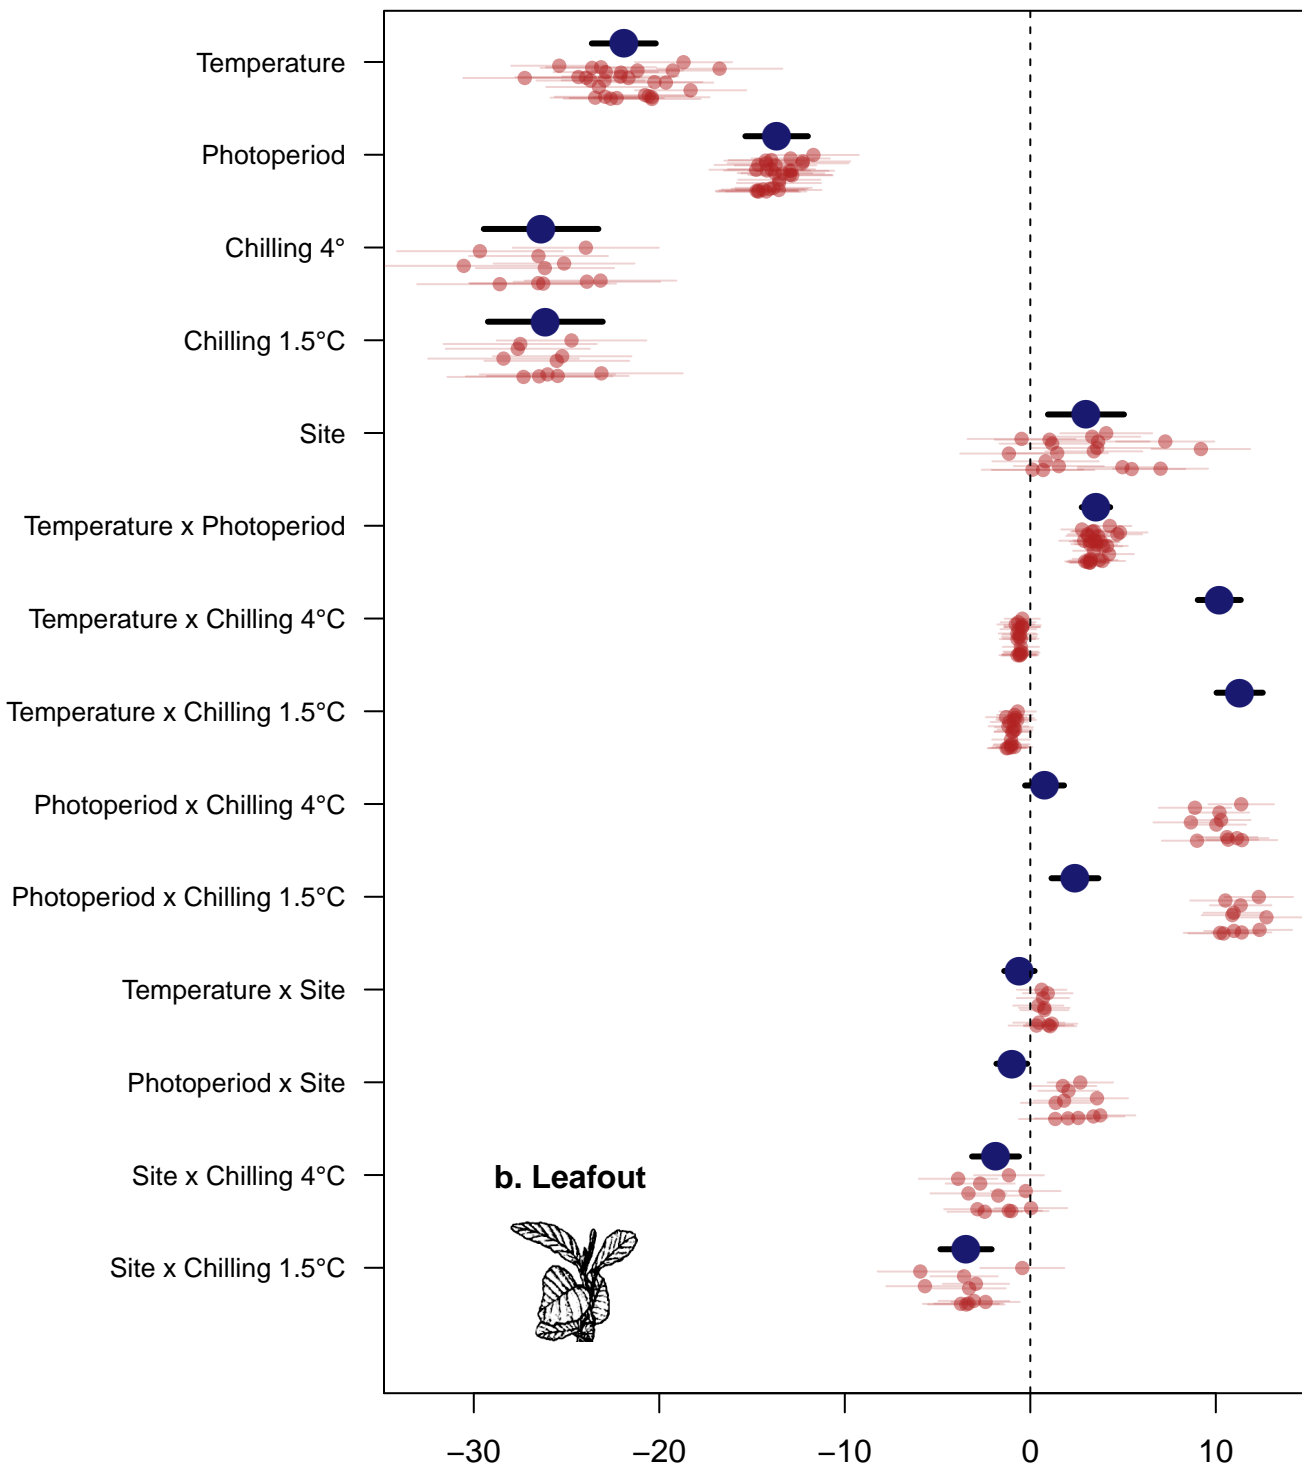 Temperature
Photoperiod
Chilling 4°
Chilling 1.5°C
Site
Temperature x Photoperiod
Temperature x Chilling 4°C
Temperature x Chilling 1.5°C
Photoperiod x Chilling 4°C
Photoperiod x Chilling 1.5°C
Temperature x Site
Photoperiod x Site
Site x Chilling 4°C
Site x Chilling 1.5°C
b. Leafout
−30 −20 −10 0 10